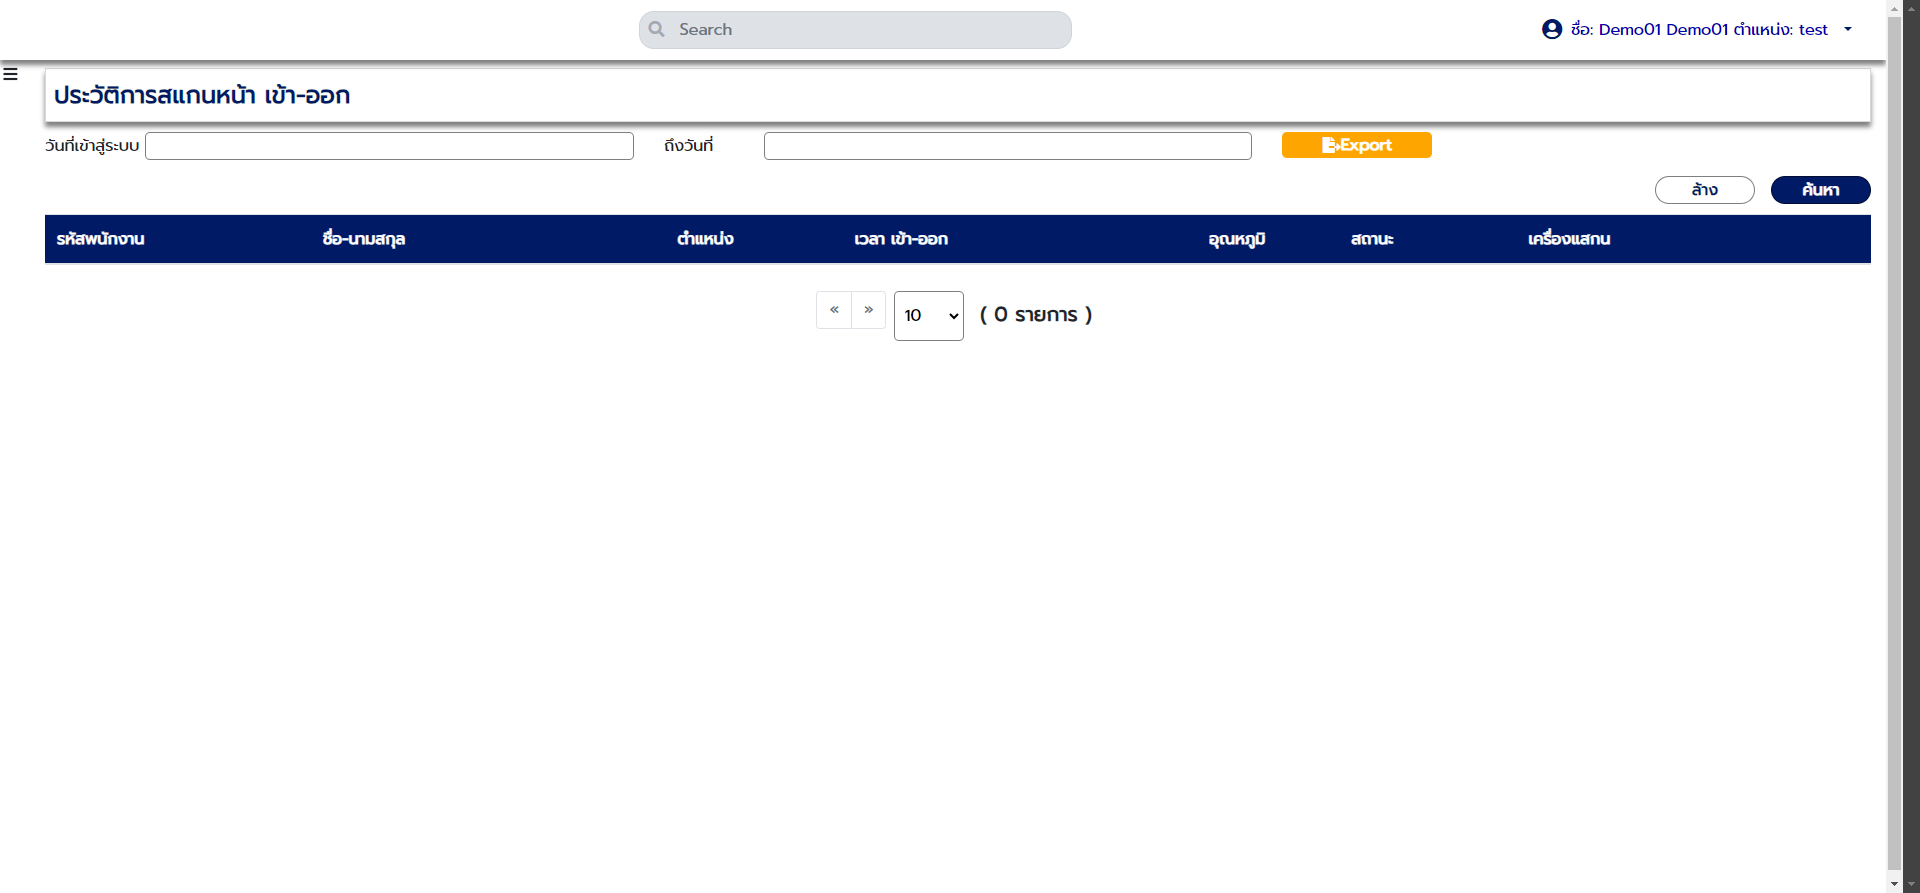 Search
ชื่อ: Demo01 Demo01 ตำแหน่ง: test
ประวัติการสแกนหน้า เข้า-ออก
วันที่เข้าสู่ระบบ ถึงวันที่ Export
ล้าง ค้นหา
รหัสพนักงาน ชื่อ-นามสกุล ตำแหน่ง เวลา เข้า-ออก อุณหภูมิ สถานะ เครื่องแสกน
« » 10 ( 0 รายการ )